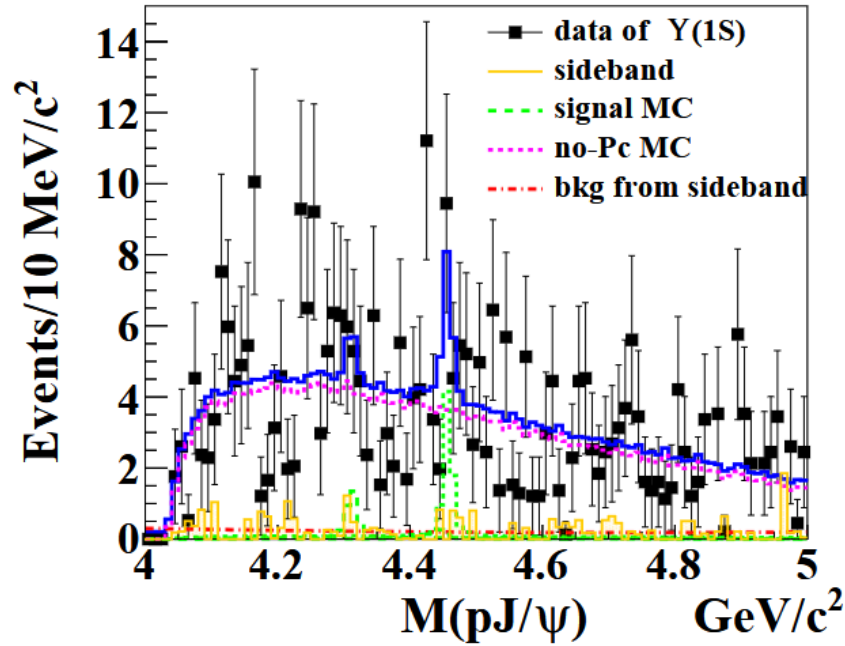 data of ϒ(1S)
sideband
signal MC
no-Pc MC
bkg from sideband
Events/10 MeV/c²
14
12
10
8
6
4
2
0
4 4.2 4.4 4.6 4.8 5
M(pJ/ψ) GeV/c²